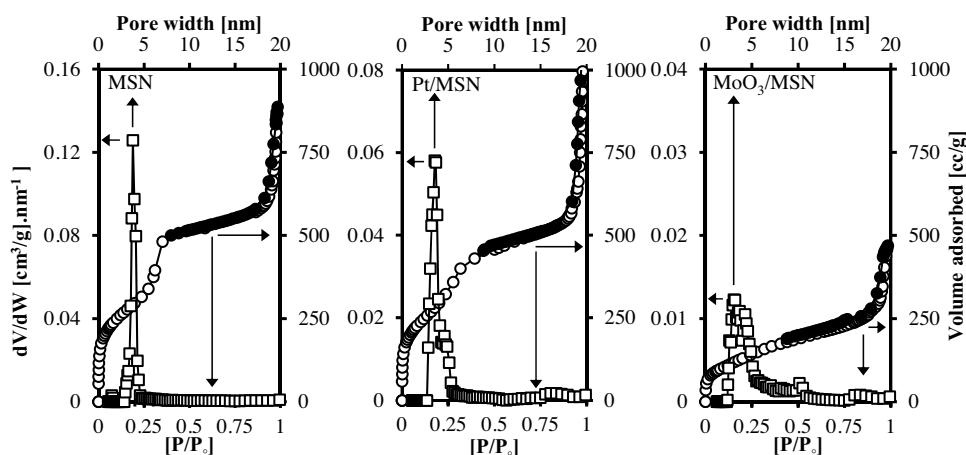 Pore width [nm] Pore width [nm] Pore width [nm]
0 5 10 15 20 0 5 10 15 20 0 5 10 15 20
0.16 1000 0.08 1000 0.04 1000
MSN Pt/MSN MoO₃/MSN
0.12 750 0.06 750 0.03 750
0.08 500 0.04 500 0.02 500
0.04 250 0.02 250 0.01 250
0 0 0 0 0 0
0 0.25 0.5 0.75 1 0 0.25 0.5 0.75 1 0 0.25 0.5 0.75 1
[P/P₀] [P/P₀] [P/P₀]
dV/dW [cm³/g].nm⁻¹
Volume adsorbed [cc/g]